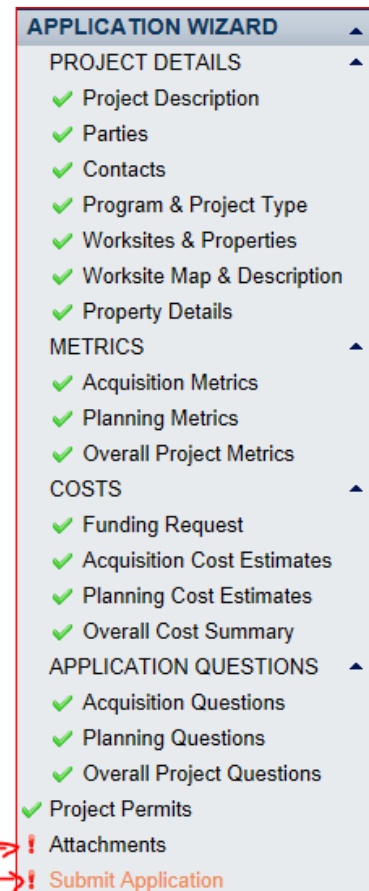 APPLICATION WIZARD
PROJECT DETAILS
Project Description
Parties
Contacts
Program & Project Type
Worksites & Properties
Worksite Map & Description
Property Details
METRICS
Acquisition Metrics
Planning Metrics
Overall Project Metrics
COSTS
Funding Request
Acquisition Cost Estimates
Planning Cost Estimates
Overall Cost Summary
APPLICATION QUESTIONS
Acquisition Questions
Planning Questions
Overall Project Questions
Project Permits
Attachments
Submit Application